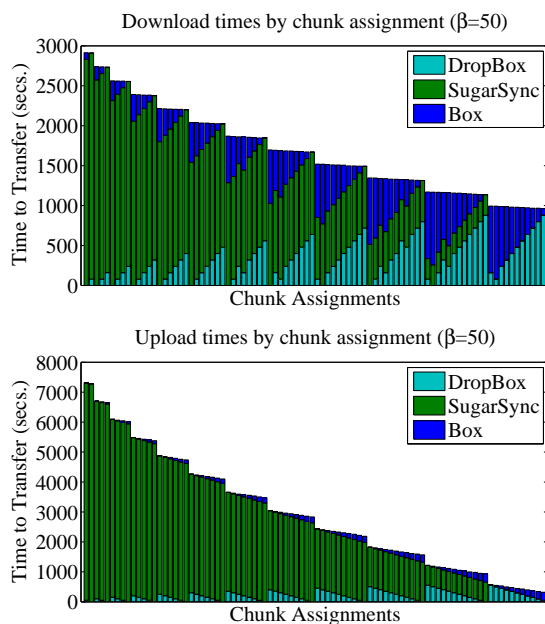 Download times by chunk assignment (β=50)
3000
2500
2000
1500
1000
500
0
Time to Transfer (secs.)
DropBox
SugarSync
Box
Chunk Assignments
Upload times by chunk assignment (β=50)
8000
7000
6000
5000
4000
3000
2000
1000
0
Time to Transfer (secs.)
DropBox
SugarSync
Box
Chunk Assignments